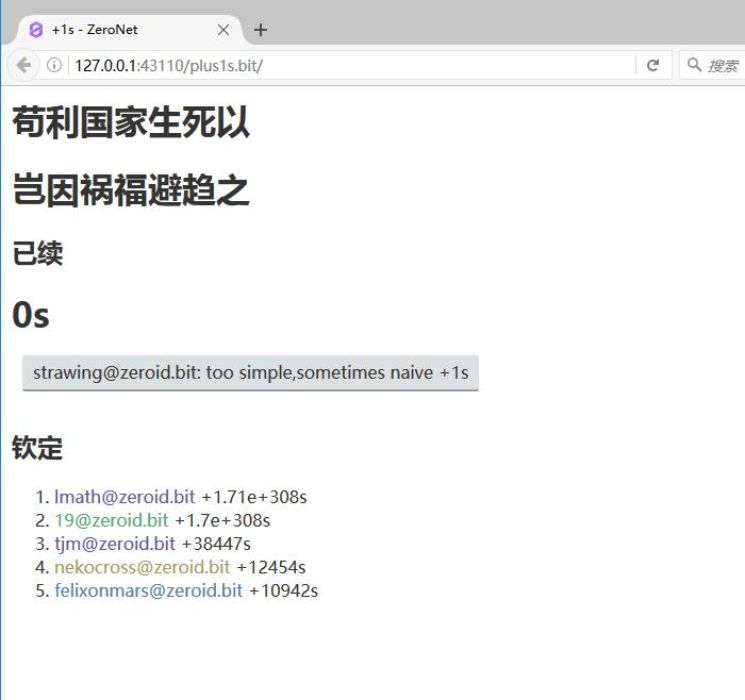 +1s - ZeroNet
127.0.0.1:43110/plus1s.bit/
搜索
苟利国家生死以
岂因祸福避趋之
已续
0s
strawing@zeroid.bit: too simple,sometimes naive +1s
钦定
1. lmath@zeroid.bit +1.71e+308s
2. 19@zeroid.bit +1.7e+308s
3. tjm@zeroid.bit +38447s
4. nekocross@zeroid.bit +12454s
5. felixonmars@zeroid.bit +10942s